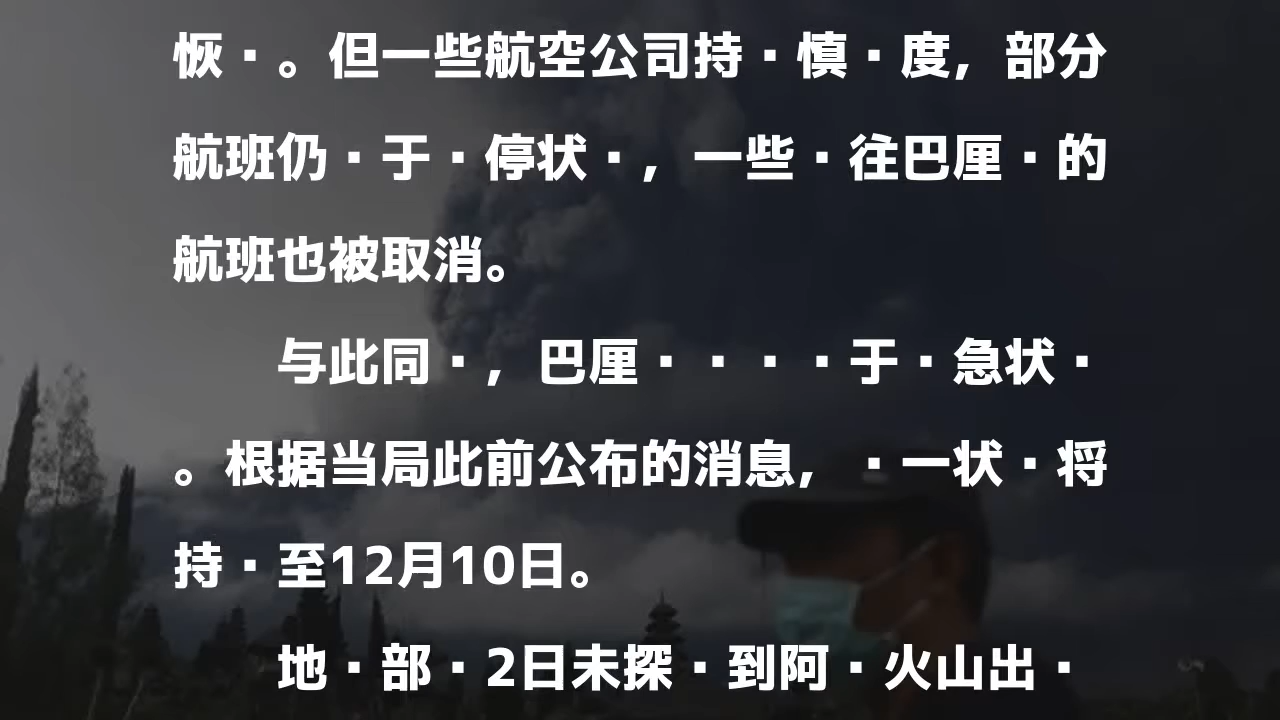 恢·。但一些航空公司持·慎·度，部分
航班仍·于·停状·，一些·往巴厘·的
航班也被取消。
与此同·，巴厘····于·急状·
。根据当局此前公布的消息，·一状·将
持·至12月10日。
地·部·2日未探·到阿·火山出·